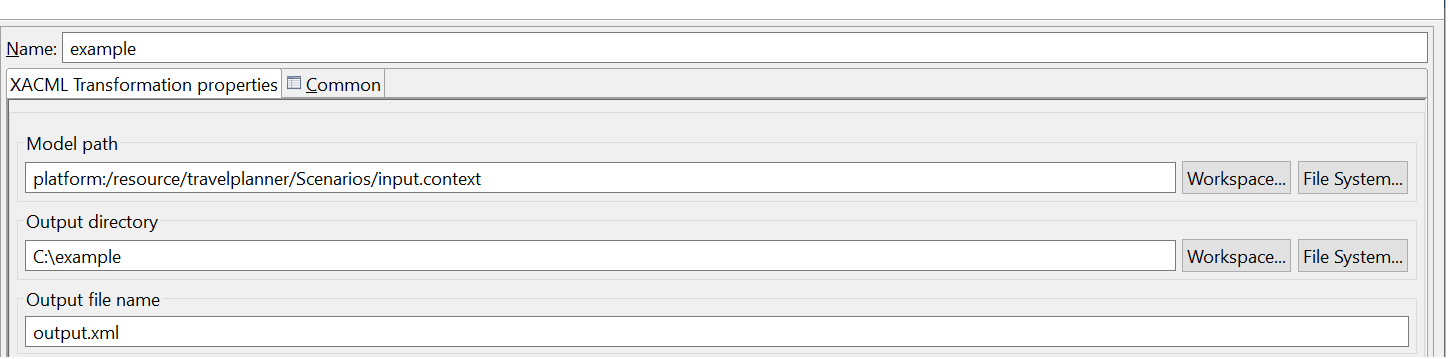 Name: example
XACML Transformation properties Common
Model path
platform:/resource/travelplanner/Scenarios/input.context Workspace... File System...
Output directory
C:\example Workspace... File System...
Output file name
output.xml